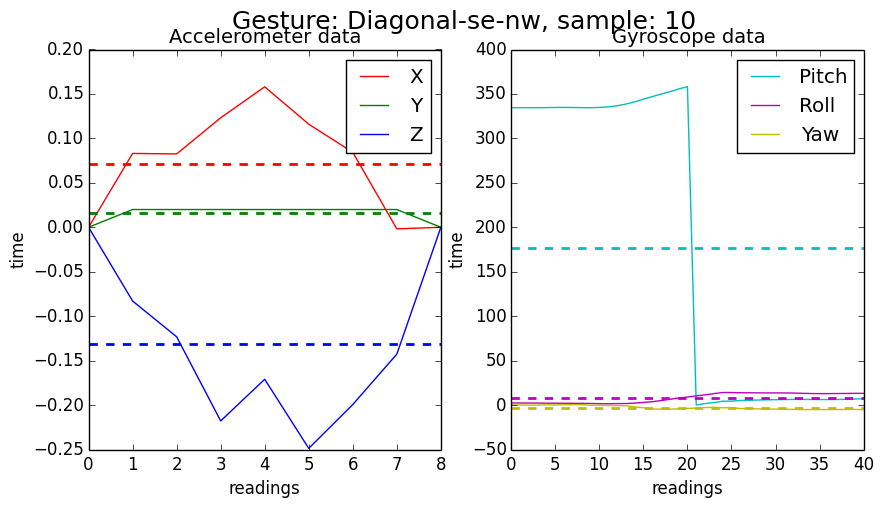 Gesture: Diagonal-se-nw, sample: 10
Accelerometer data
0.20
0.15
0.10
0.05
0.00
−0.05
−0.10
−0.15
−0.20
−0.25
time
X
Y
Z
0 1 2 3 4 5 6 7 8
readings
Gyroscope data
400
350
300
250
200
150
100
50
0
−50
time
Pitch
Roll
Yaw
0 5 10 15 20 25 30 35 40
readings